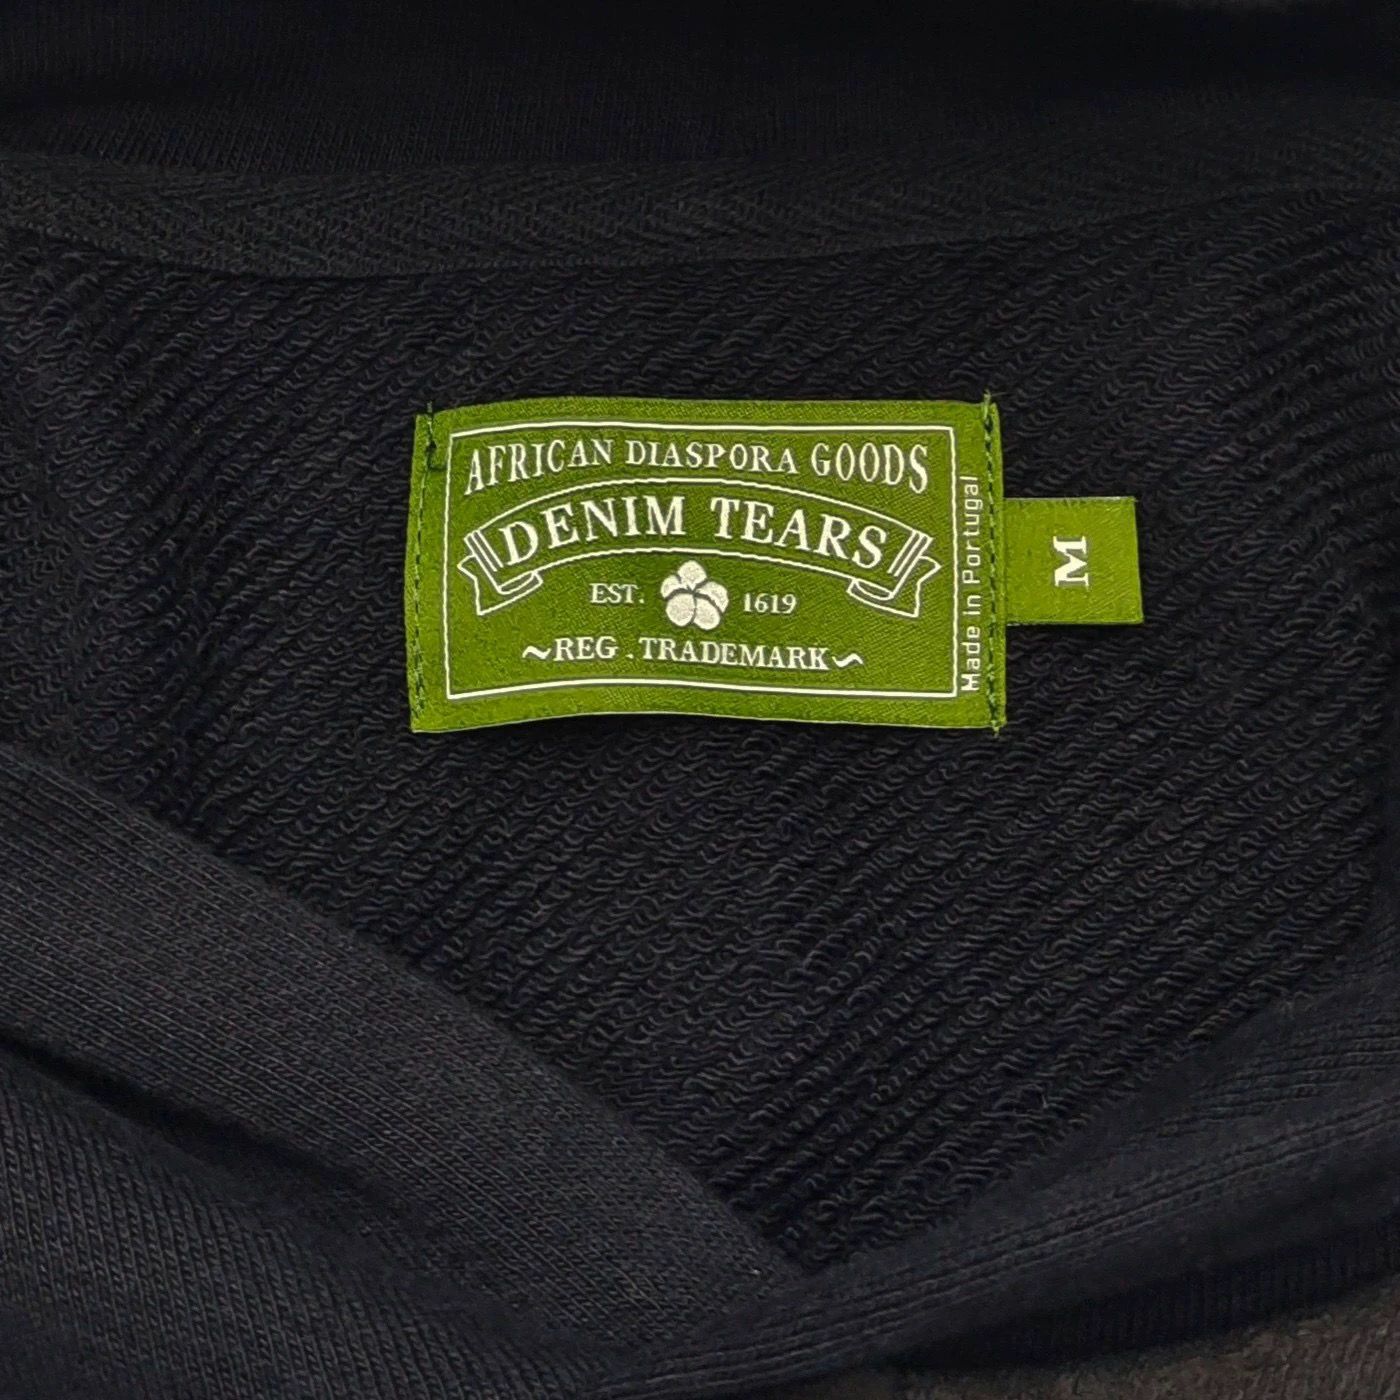 AFRICAN DIASPORA GOODS
DENIM TEARS
EST. 1619
~REG . TRADEMARK~
Made in Portugal
M